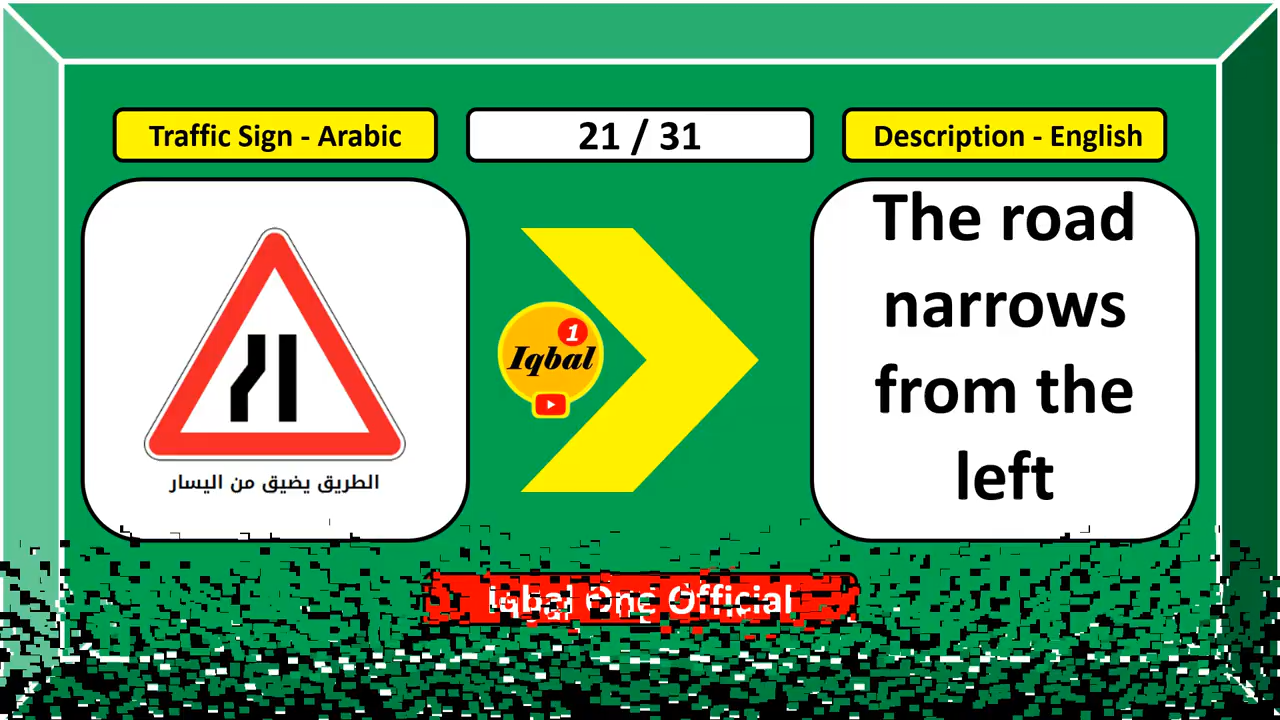 Traffic Sign - Arabic
21 / 31
Description - English
الطريق يضيق من اليسار
1
Iqbal
The road
narrows
from the
left
Iqbal One Official